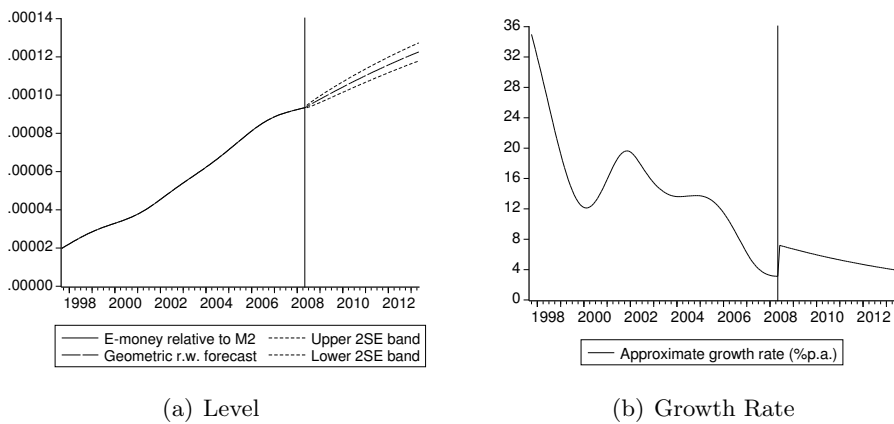 .00014
.00012
.00010
.00008
.00006
.00004
.00002
.00000
1998 2000 2002 2004 2006 2008 2010 2012
E-money relative to M2
Geometric r.w. forecast
Upper 2SE band
Lower 2SE band
(a) Level
36
32
28
24
20
16
12
8
4
0
1998 2000 2002 2004 2006 2008 2010 2012
Approximate growth rate (%p.a.)
(b) Growth Rate